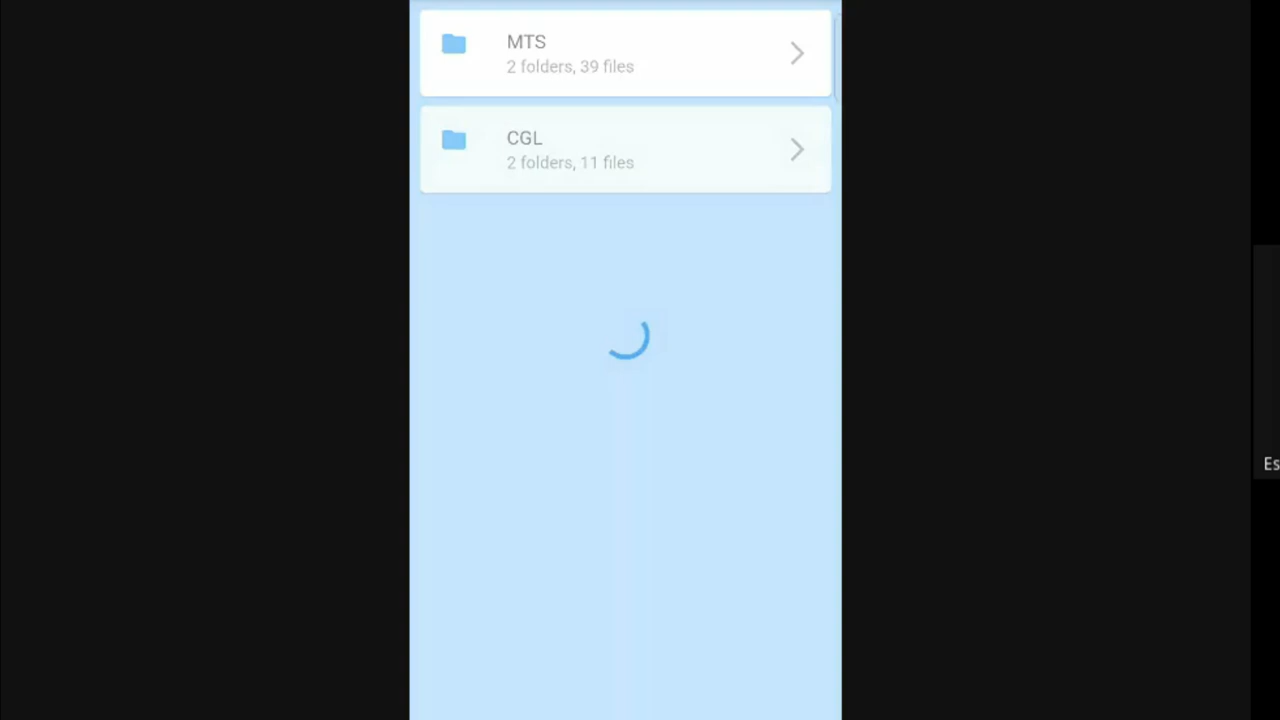 MTS
2 folders, 39 files
CGL
2 folders, 11 files
Es